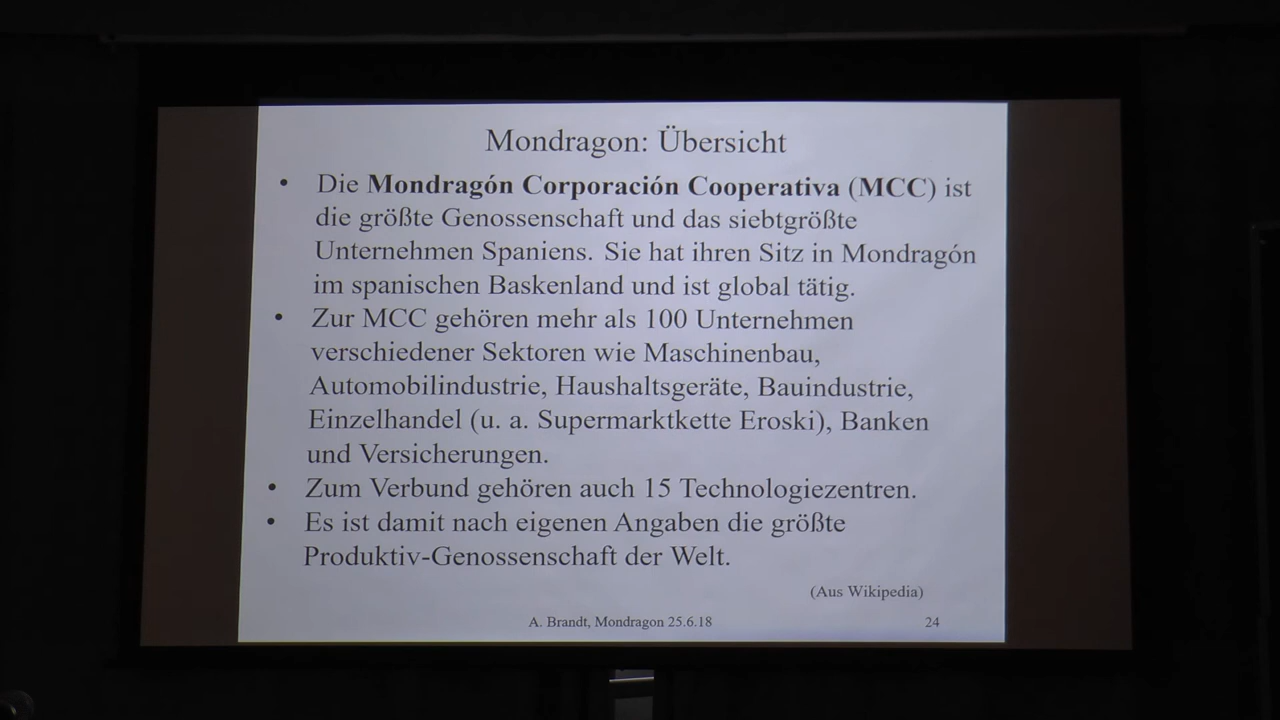 Mondragon: Übersicht
• Die Mondragón Corporación Cooperativa (MCC) ist
die größte Genossenschaft und das siebtgrößte
Unternehmen Spaniens. Sie hat ihren Sitz in Mondragón
im spanischen Baskenland und ist global tätig.
• Zur MCC gehören mehr als 100 Unternehmen
verschiedener Sektoren wie Maschinenbau,
Automobilindustrie, Haushaltsgeräte, Bauindustrie,
Einzelhandel (u. a. Supermarktkette Eroski), Banken
und Versicherungen.
• Zum Verbund gehören auch 15 Technologiezentren.
• Es ist damit nach eigenen Angaben die größte
Produktiv-Genossenschaft der Welt.
(Aus Wikipedia)
A. Brandt, Mondragon 25.6.18 24